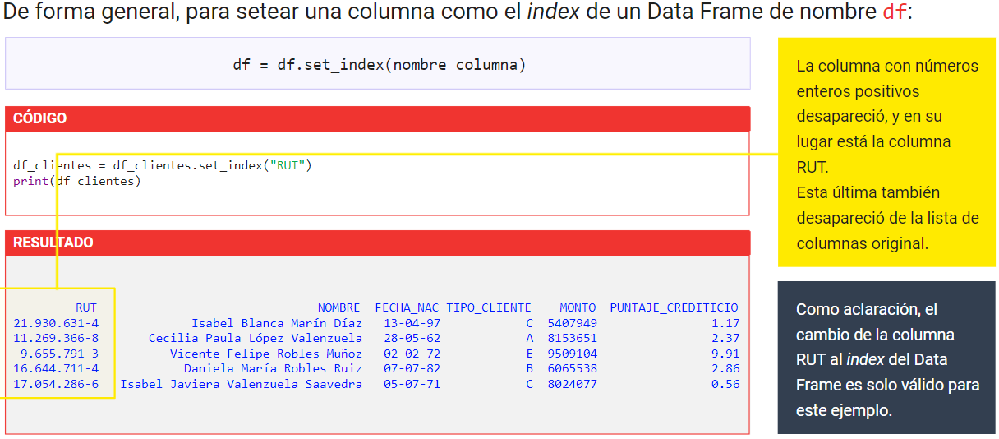 De forma general, para setear una columna como el index de un Data Frame de nombre df:
df = df.set_index(nombre columna)
CÓDIGO
df_clientes = df_clientes.set_index("RUT")
print(df_clientes)
RESULTADO
RUT NOMBRE FECHA_NAC TIPO_CLIENTE MONTO PUNTAJE_CREDITICIO
21.930.631-4 Isabel Blanca Marín Díaz 13-04-97 C 5407949 1.17
11.269.366-8 Cecilia Paula López Valenzuela 28-05-62 A 8153651 2.37
9.655.791-3 Vicente Felipe Robles Muñoz 02-02-72 E 9509104 9.91
16.644.711-4 Daniela María Robles Ruiz 07-07-82 B 6065538 2.86
17.054.286-6 Isabel Javiera Valenzuela Saavedra 05-07-71 C 8024077 0.56
La columna con números
enteros positivos
desapareció, y en su
lugar está la columna
RUT.
Esta última también
desapareció de la lista de
columnas original.
Como aclaración, el
cambio de la columna
RUT al index del Data
Frame es solo válido para
este ejemplo.